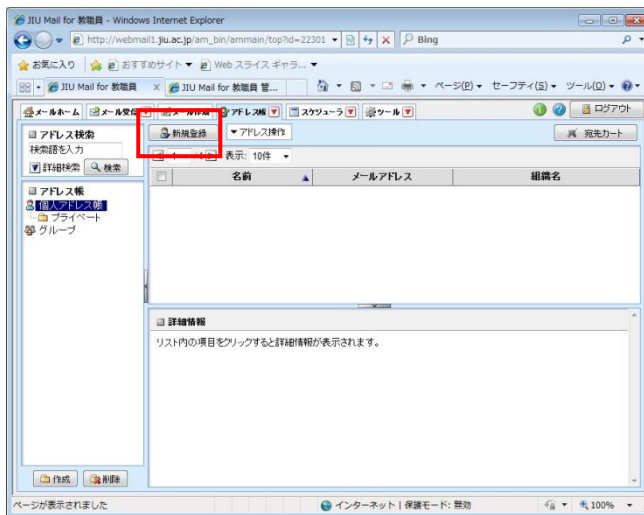 JIU Mail for 教職員 - Windows Internet Explorer
http://webmail1.jiu.ac.jp/am_bin/ammain/top?id=22301
Bing
お気に入り おすすめサイト Web スライス ギャラ...
JIU Mail for 教職員 JIU Mail for 教職員 管... ページ(P) セーフティ(S) ツール(O)
メールホーム メール受信 メール作成 アドレス帳 スケジューラ ツール ログアウト
アドレス検索 新規登録 アドレス操作 宛先カート
検索語を入力 表示: 10件
詳細検索 検索
名前 メールアドレス 組織名
アドレス帳
個人アドレス帳
プライベート
グループ
詳細情報
リスト内の項目をクリックすると詳細情報が表示されます。
作成 削除
ページが表示されました インターネット | 保護モード: 無効 100%